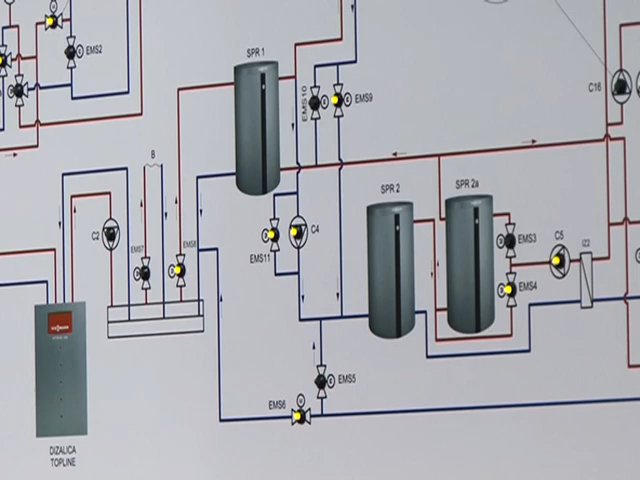 EMS2
SPR 1
EMS10
EMS9
C16
B
SPR 2
SPR 2a
C2
EMS7
EMS8
EMS11
C4
EMS3
C5
IZ2
EMS4
EMS5
EMS6
DIZALICA
TOPLINE